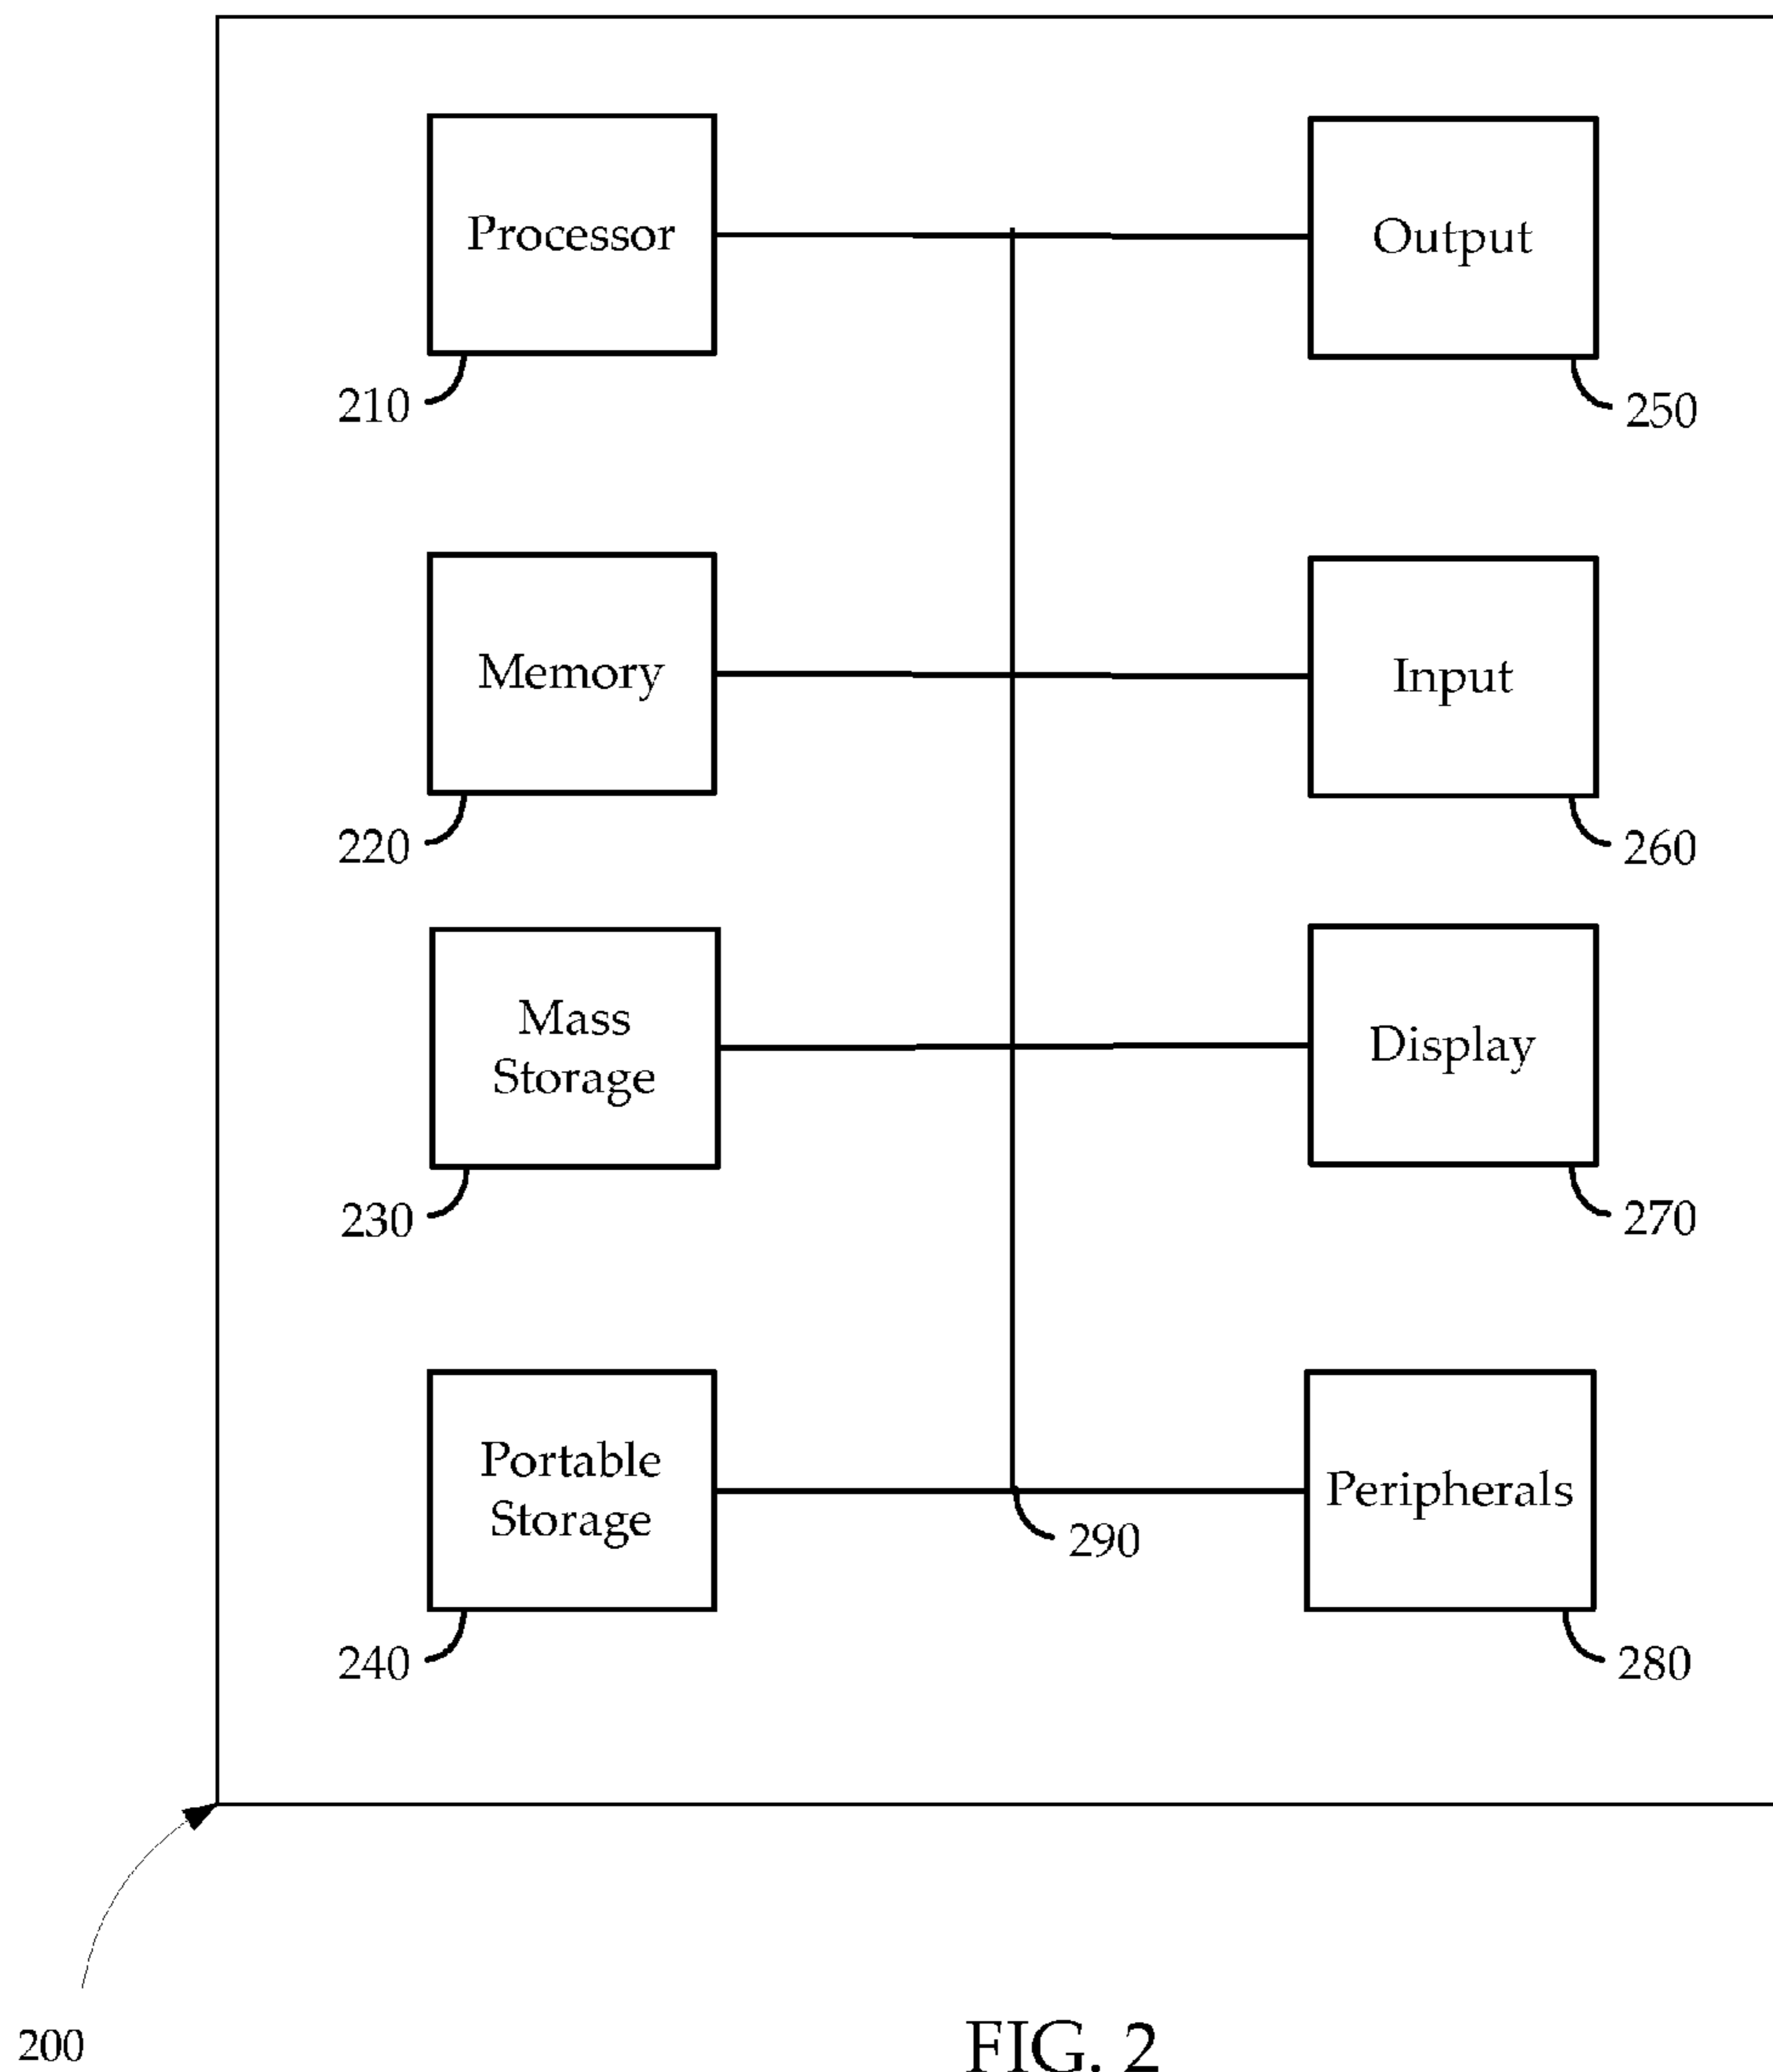 Processor
Output
210
250
Memory
Input
220
260
Mass
Storage
Display
230
270
Portable
Storage
Peripherals
290
240
280
200
FIG. 2